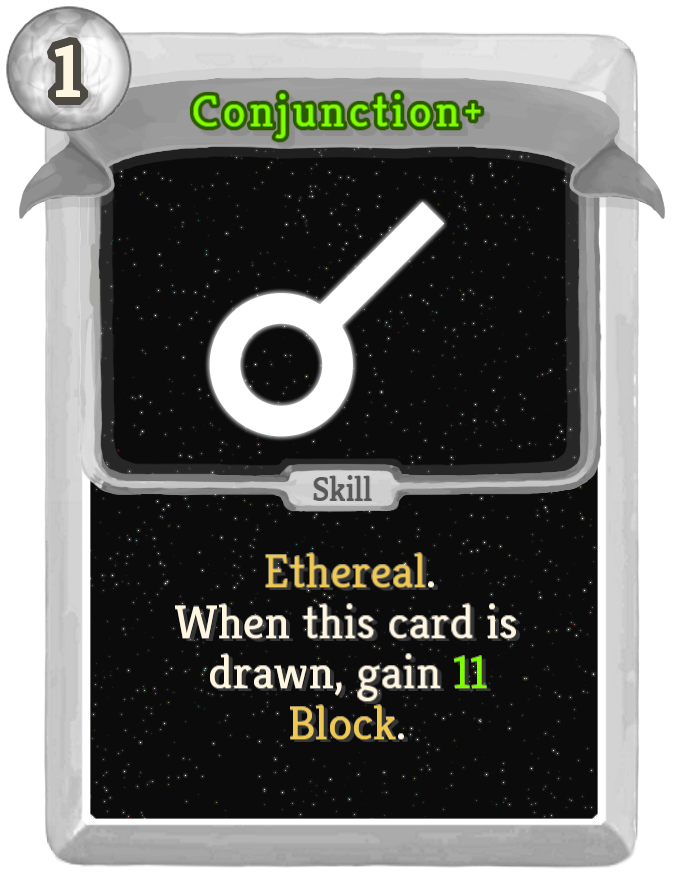 1
Conjunction+
Skill
Ethereal.
When this card is
drawn, gain 11
Block.